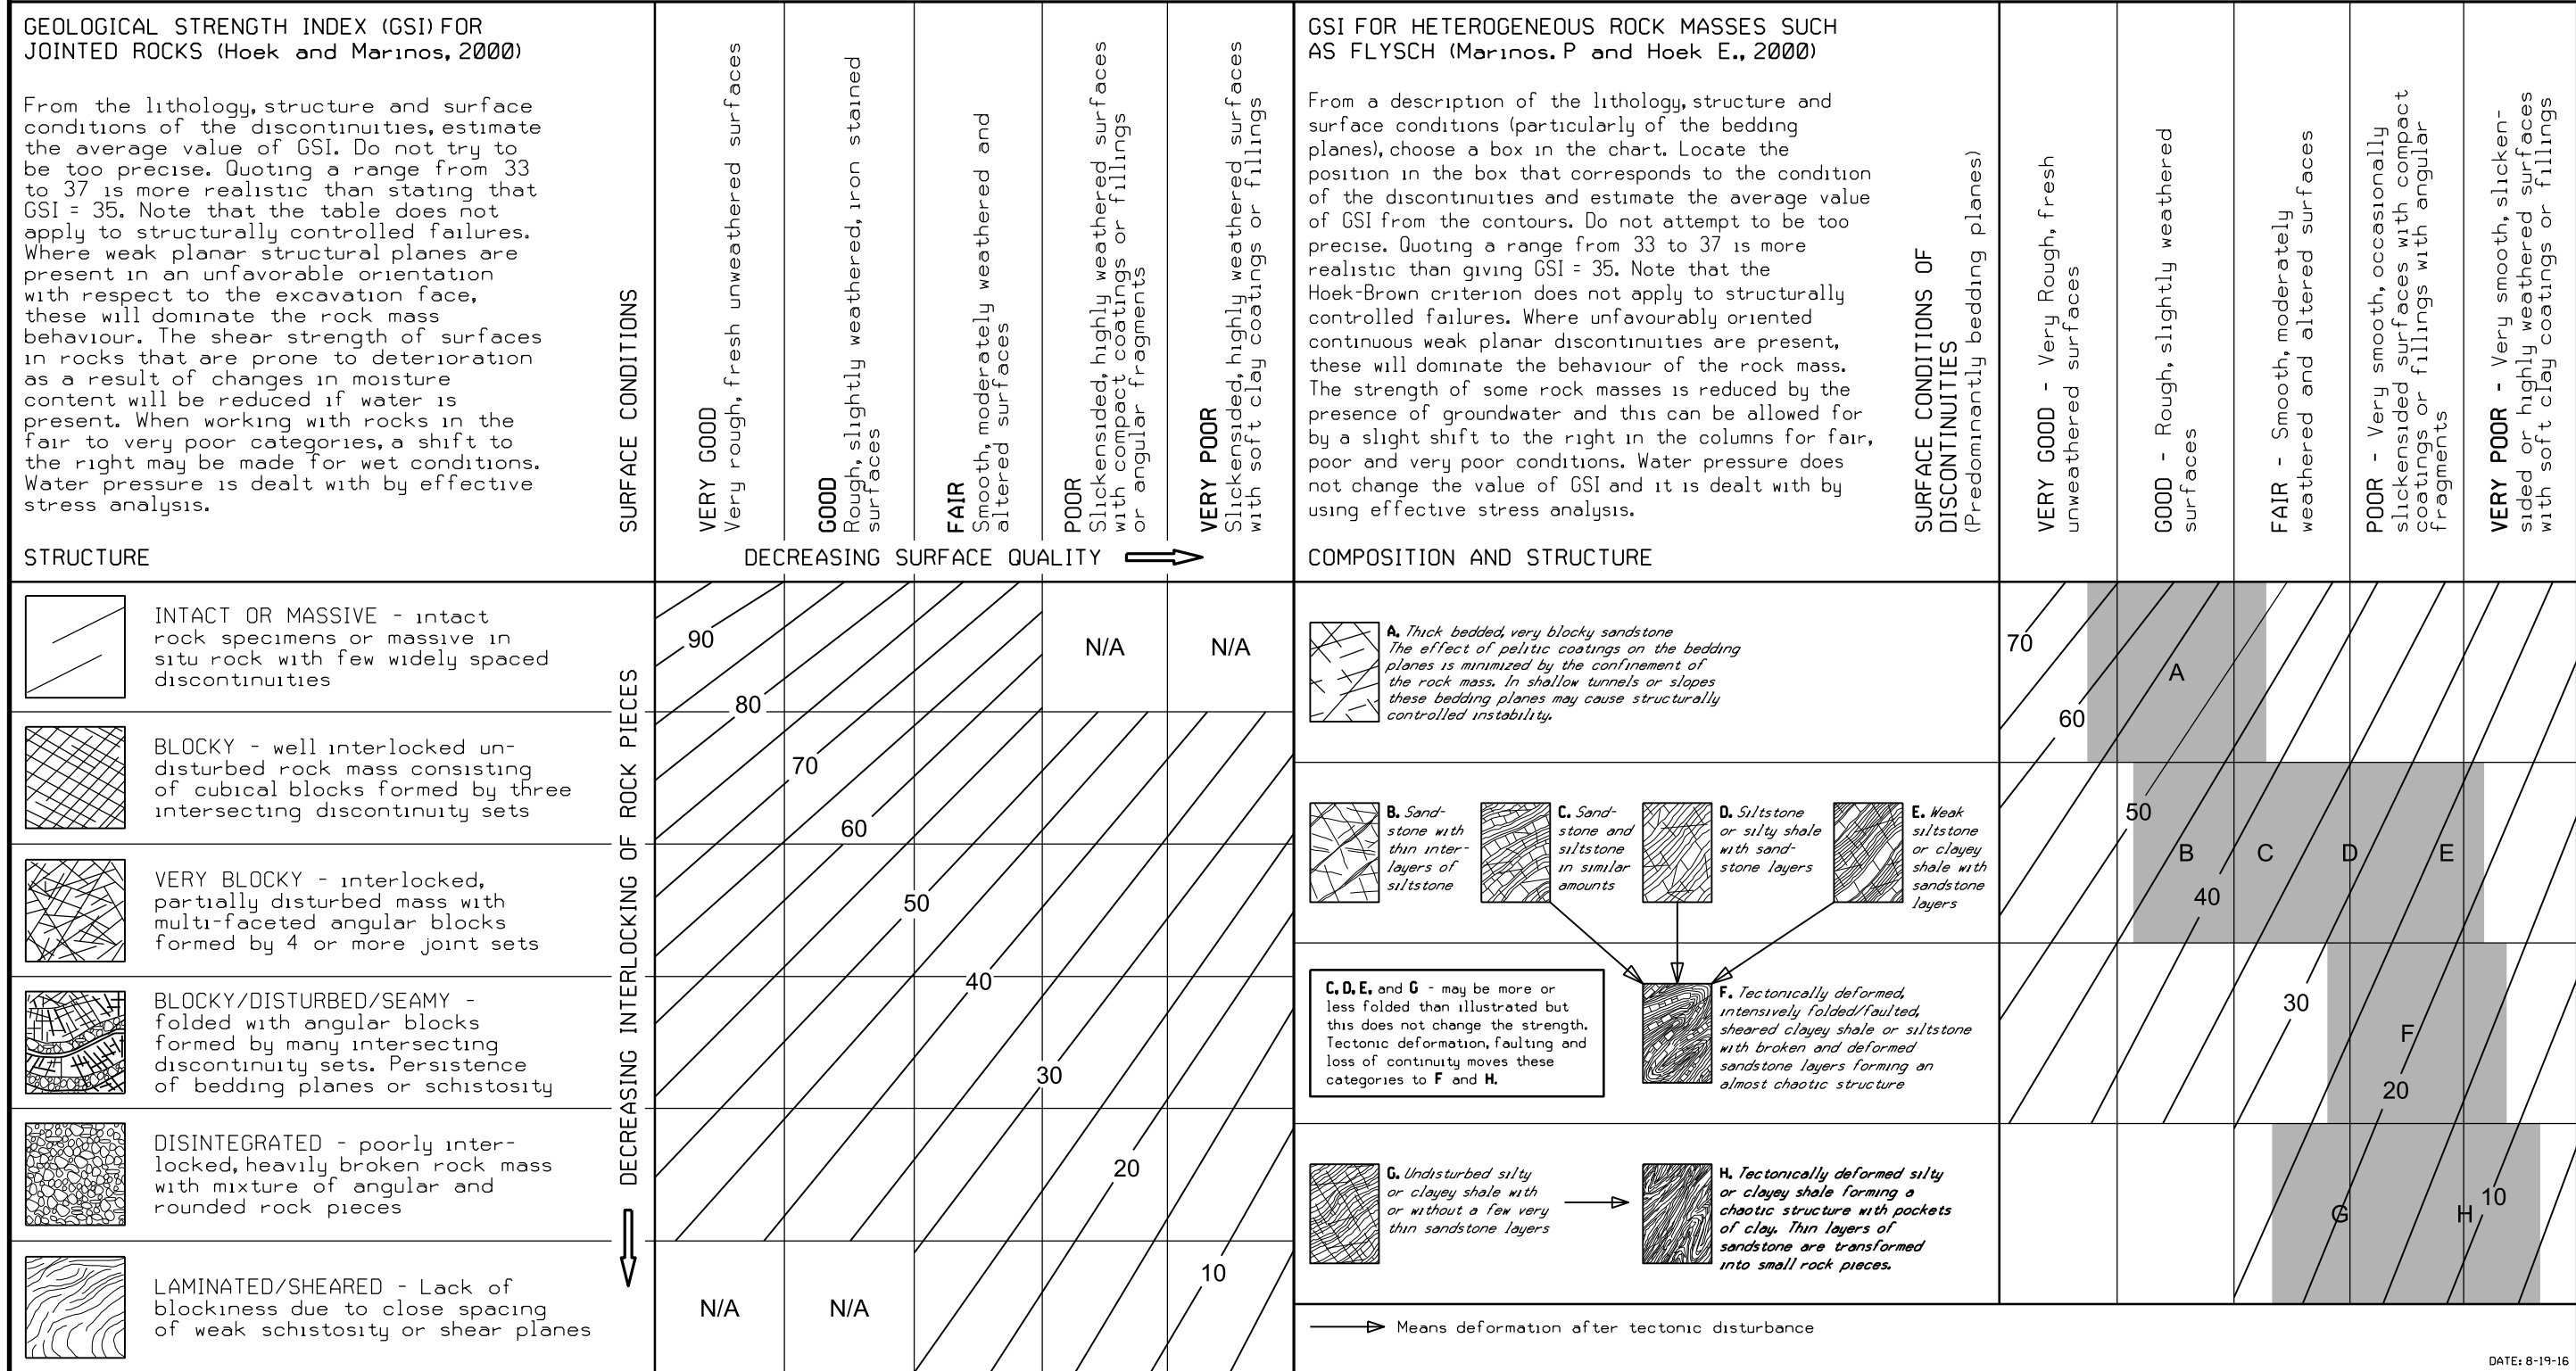 GEOLOGICAL STRENGTH INDEX (GSI) FOR
JOINTED ROCKS (Hoek and Marinos, 2000)
From the lithology, structure and surface
conditions of the discontinuities, estimate
the average value of GSI. Do not try to
be too precise. Quoting a range from 33
to 37 is more realistic than stating that
GSI = 35. Note that the table does not
apply to structurally controlled failures.
Where weak planar structural planes are
present in an unfavorable orientation
with respect to the excavation face,
these will dominate the rock mass
behaviour. The shear strength of surfaces
in rocks that are prone to deterioration
as a result of changes in moisture
content will be reduced if water is
present. When working with rocks in the
fair to very poor categories, a shift to
the right may be made for wet conditions.
Water pressure is dealt with by effective
stress analysis.
STRUCTURE
SURFACE CONDITIONS
VERY GOOD
Very rough, fresh unweathered surfaces
GOOD
Rough, slightly weathered, iron stained
surfaces
FAIR
Smooth, moderately weathered and
altered surfaces
POOR
Slickensided, highly weathered surfaces
with compact coatings or fillings
or angular fragments
VERY POOR
Slickensided, highly weathered surfaces
with soft clay coatings or fillings
DECREASING SURFACE QUALITY
DECREASING INTERLOCKING OF ROCK PIECES
INTACT OR MASSIVE - intact
rock specimens or massive in
situ rock with few widely spaced
discontinuities
BLOCKY - well interlocked un-
disturbed rock mass consisting
of cubical blocks formed by three
intersecting discontinuity sets
VERY BLOCKY - interlocked,
partially disturbed mass with
multi-faceted angular blocks
formed by 4 or more joint sets
BLOCKY/DISTURBED/SEAMY -
folded with angular blocks
formed by many intersecting
discontinuity sets. Persistence
of bedding planes or schistosity
DISINTEGRATED - poorly inter-
locked, heavily broken rock mass
with mixture of angular and
rounded rock pieces
LAMINATED/SHEARED - Lack of
blockiness due to close spacing
of weak schistosity or shear planes
90
80
70
60
50
40
30
20
10
N/A
N/A
N/A
N/A
GSI FOR HETEROGENEOUS ROCK MASSES SUCH
AS FLYSCH (Marinos. P and Hoek E., 2000)
From a description of the lithology, structure and
surface conditions (particularly of the bedding
planes), choose a box in the chart. Locate the
position in the box that corresponds to the condition
of the discontinuities and estimate the average value
of GSI from the contours. Do not attempt to be too
precise. Quoting a range from 33 to 37 is more
realistic than giving GSI = 35. Note that the
Hoek-Brown criterion does not apply to structurally
controlled failures. Where unfavourably oriented
continuous weak planar discontinuities are present,
these will dominate the behaviour of the rock mass.
The strength of some rock masses is reduced by the
presence of groundwater and this can be allowed for
by a slight shift to the right in the columns for fair,
poor and very poor conditions. Water pressure does
not change the value of GSI and it is dealt with by
using effective stress analysis.
COMPOSITION AND STRUCTURE
SURFACE CONDITIONS OF
DISCONTINUITIES
(Predominantly bedding planes)
VERY GOOD - Very Rough, fresh
unweathered surfaces
GOOD - Rough, slightly weathered
surfaces
FAIR - Smooth, moderately
weathered and altered surfaces
POOR - Very smooth, occasionally
slickensided surfaces with compact
coatings or fillings with angular
fragments
VERY POOR - Very smooth, slicken-
sided or highly weathered surfaces
with soft clay coatings or fillings
A. Thick bedded, very blocky sandstone
The effect of pelitic coatings on the bedding
planes is minimized by the confinement of
the rock mass. In shallow tunnels or slopes
these bedding planes may cause structurally
controlled instability.
B. Sand-
stone with
thin inter-
layers of
siltstone
C. Sand-
stone and
siltstone
in similar
amounts
D. Siltstone
or silty shale
with sand-
stone layers
E. Weak
siltstone
or clayey
shale with
sandstone
layers
C, D, E, and G - may be more or
less folded than illustrated but
this does not change the strength.
Tectonic deformation, faulting and
loss of continuity moves these
categories to F and H.
F. Tectonically deformed,
intensively folded/faulted,
sheared clayey shale or siltstone
with broken and deformed
sandstone layers forming an
almost chaotic structure
G. Undisturbed silty
or clayey shale with
or without a few very
thin sandstone layers
H. Tectonically deformed silty
or clayey shale forming a
chaotic structure with pockets
of clay. Thin layers of
sandstone are transformed
into small rock pieces.
70
A
60
50
B
C
D
E
40
30
F
20
G
H
10
Means deformation after tectonic disturbance
DATE: 8-19-16